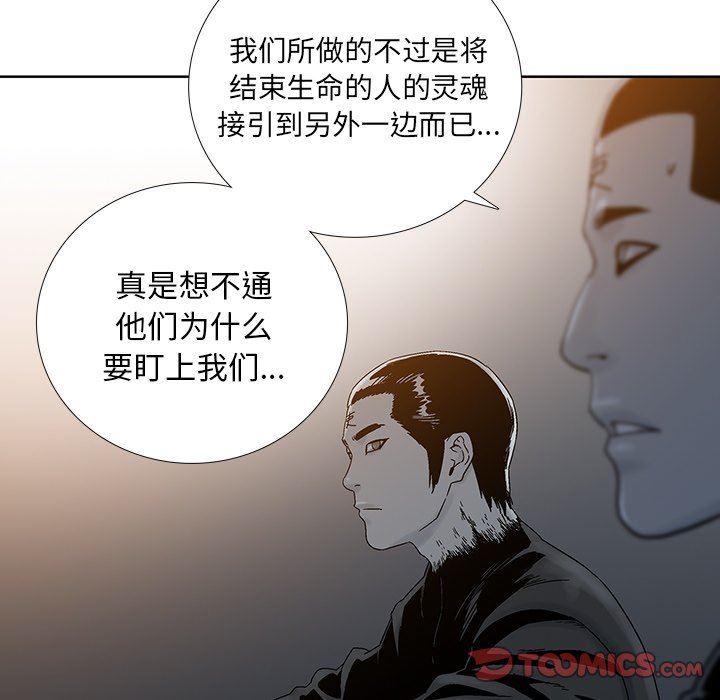 我们所做的不过是将
结束生命的人的灵魂
接引到另外一边而已...
真是想不通
他们为什么
要盯上我们...
TOOMICS.COM